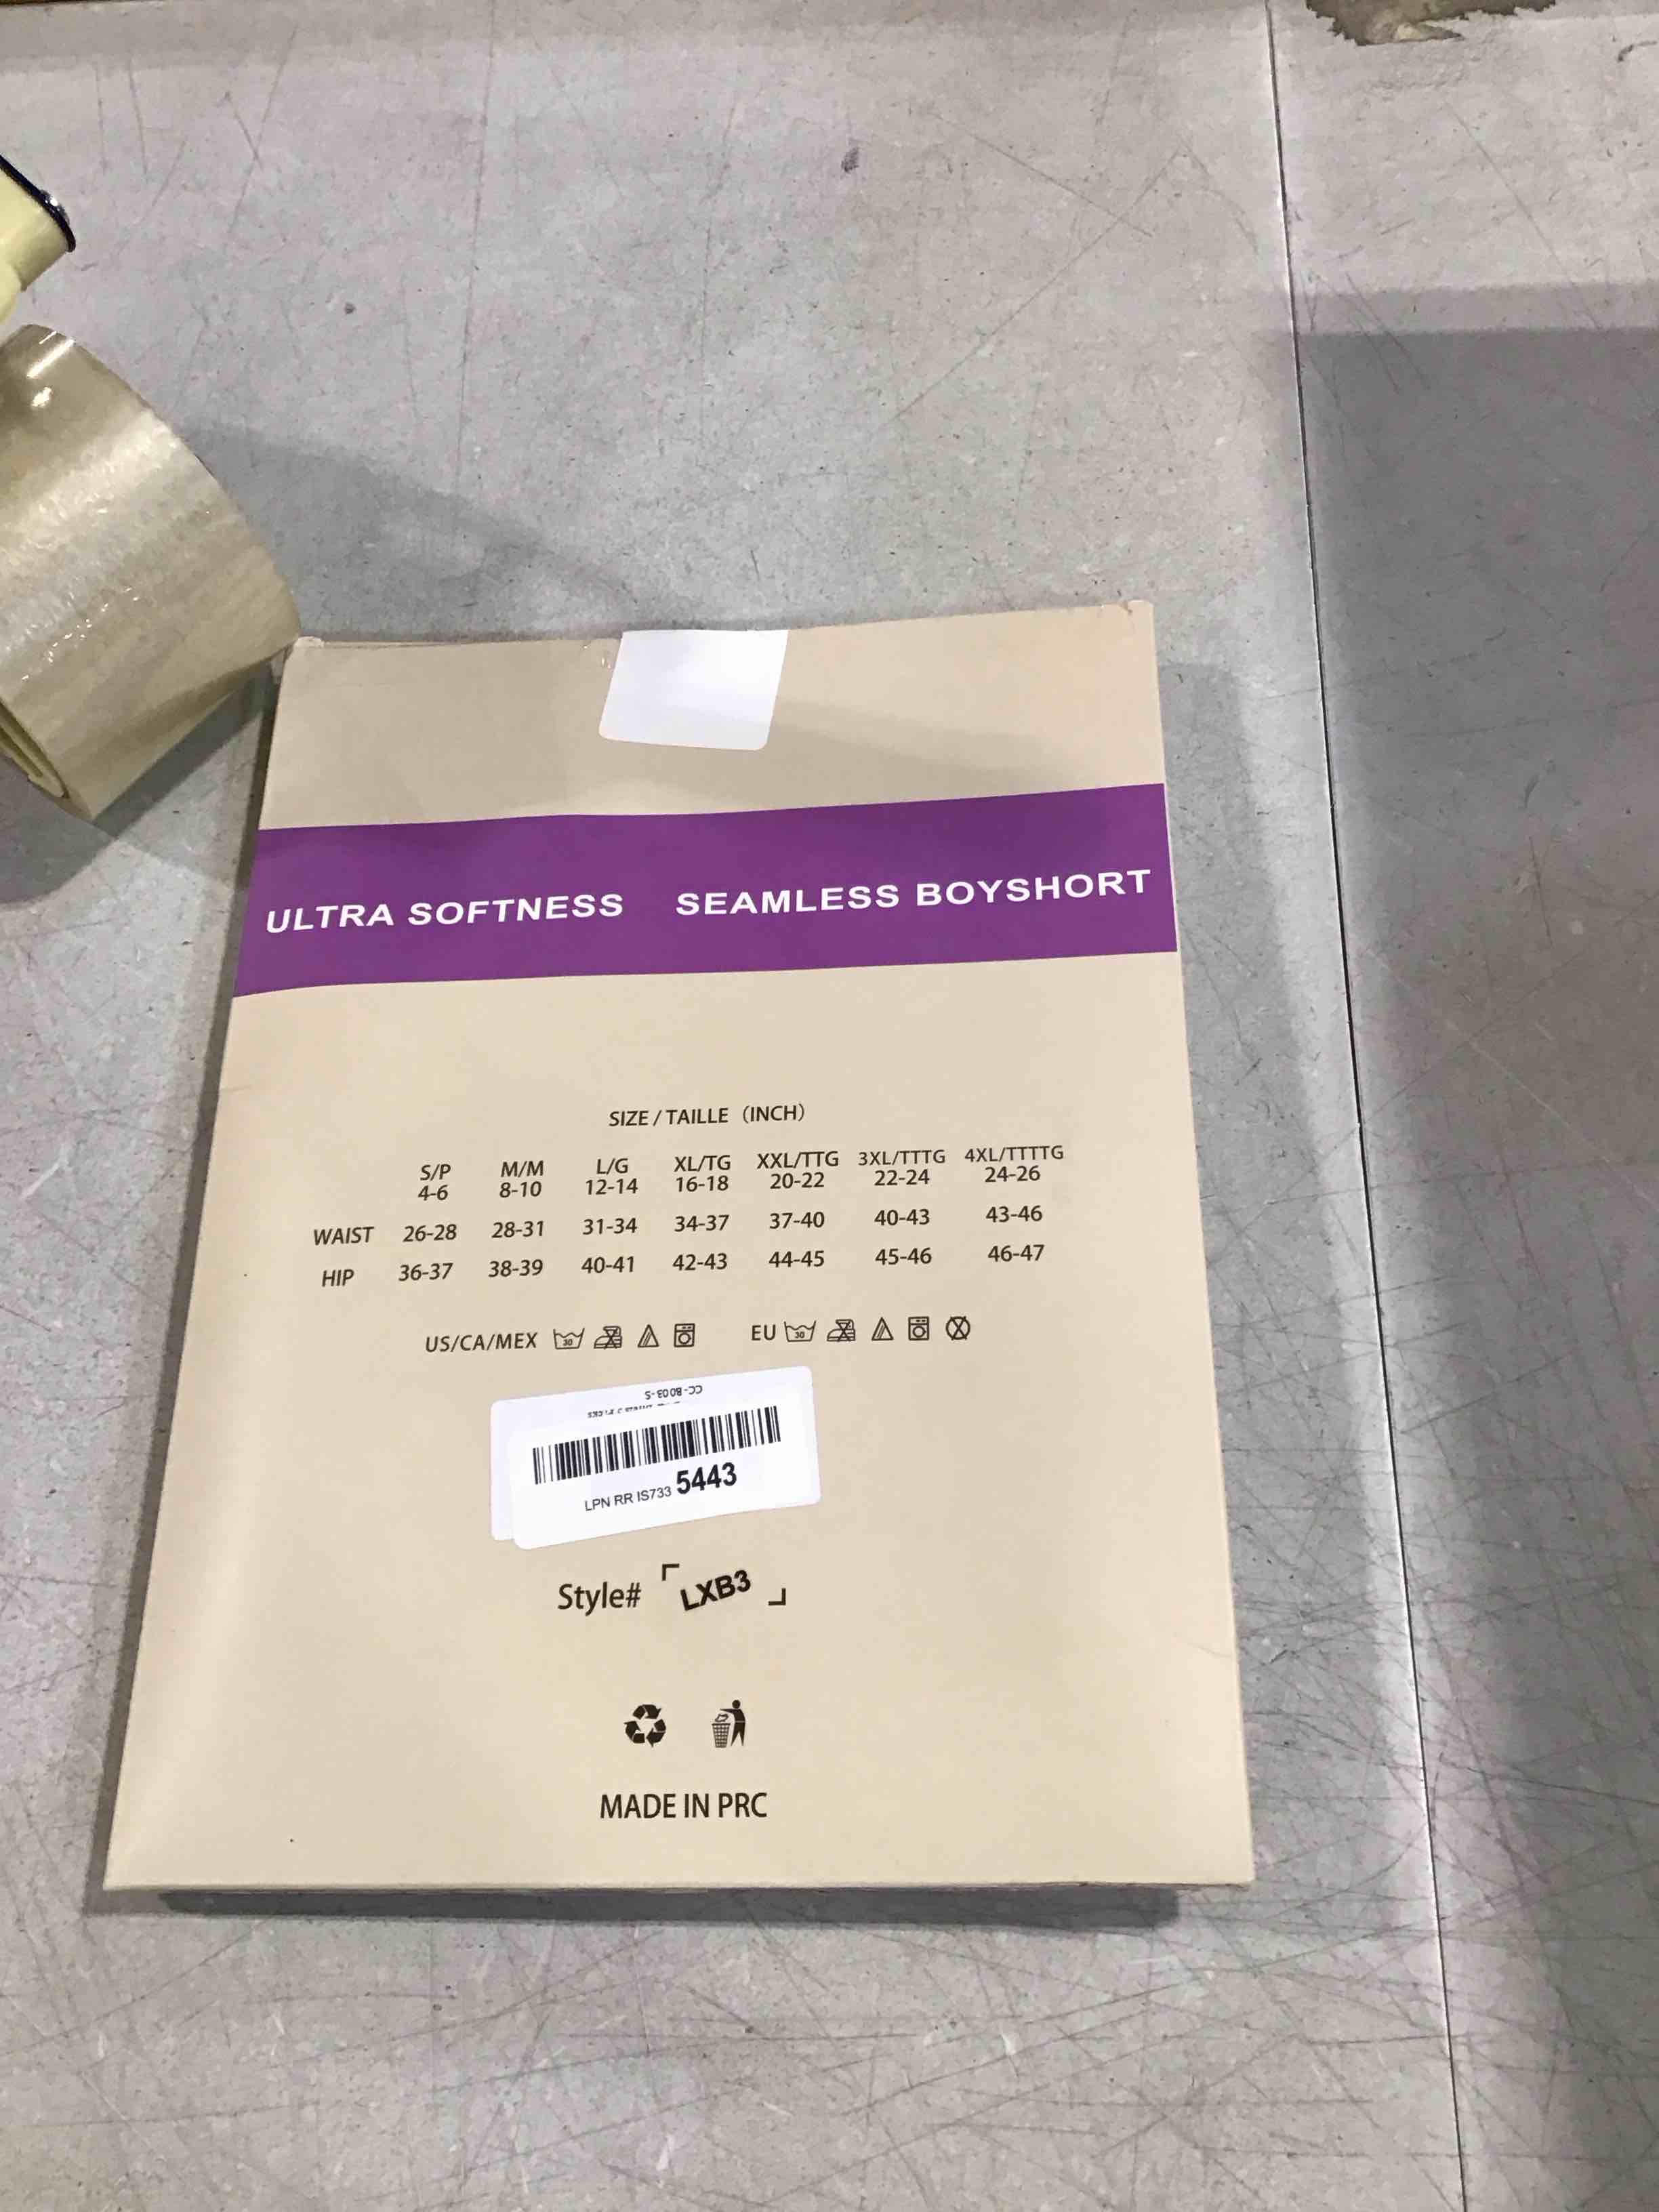 ULTRA SOFTNESS SEAMLESS BOYSHORT
SIZE / TAILLE (INCH)
S/P M/M L/G XL/TG XXL/TTG 3XL/TTTG 4XL/TTTTG
4-6 8-10 12-14 16-18 20-22 22-24 24-26
WAIST 26-28 28-31 31-34 34-37 37-40 40-43 43-46
HIP 36-37 38-39 40-41 42-43 44-45 45-46 46-47
US/CA/MEX 30 EU 30
CC-B003-S
LPN RR IS733 5443
Style# LXB3
MADE IN PRC